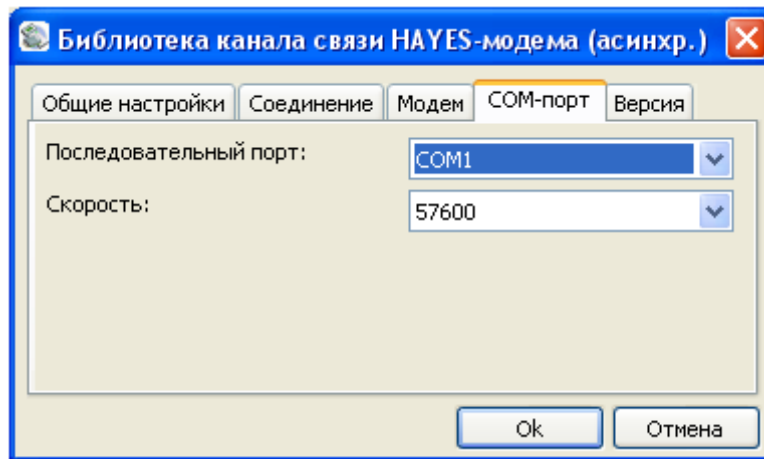 Библиотека канала связи HAYES-модема (асинхр.)
Общие настройки Соединение Модем COM-порт Версия
Последовательный порт: COM1
Скорость: 57600
Ok Отмена